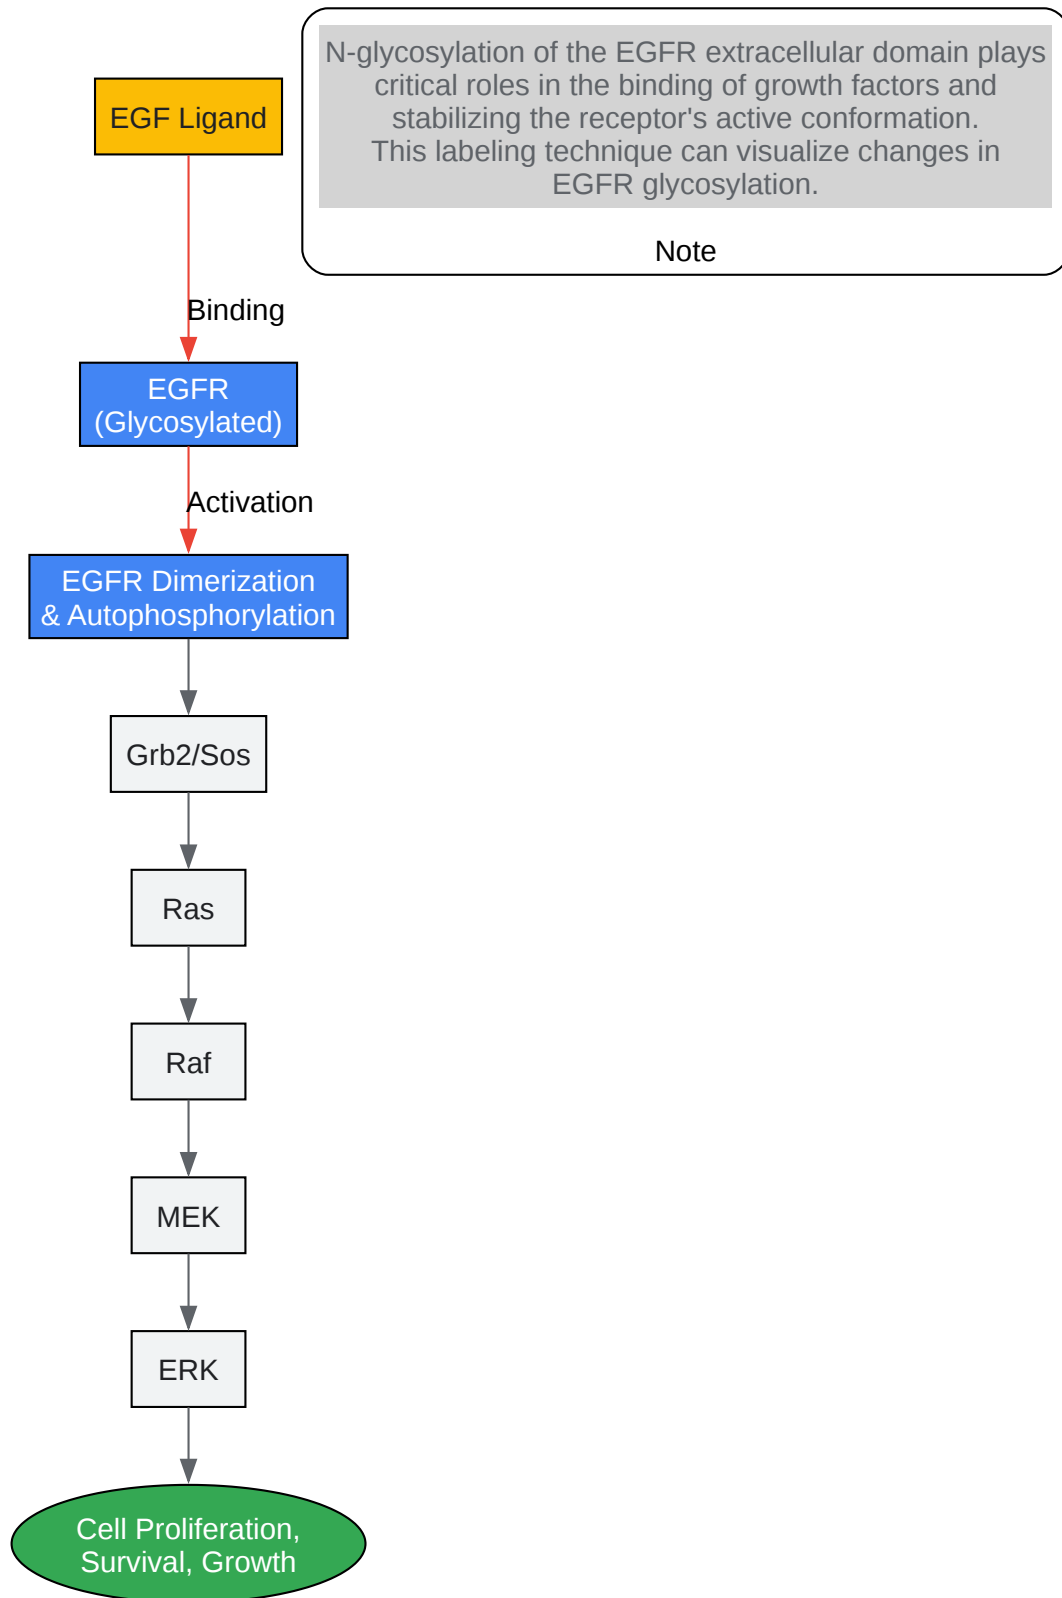 N-glycosylation of the EGFR extracellular domain plays
critical roles in the binding of growth factors and
stabilizing the receptor's active conformation.
This labeling technique can visualize changes in
EGFR glycosylation.
Note
EGF Ligand
Binding
EGFR
(Glycosylated)
Activation
EGFR Dimerization
& Autophosphorylation
Grb2/Sos
Ras
Raf
MEK
ERK
Cell Proliferation,
Survival, Growth